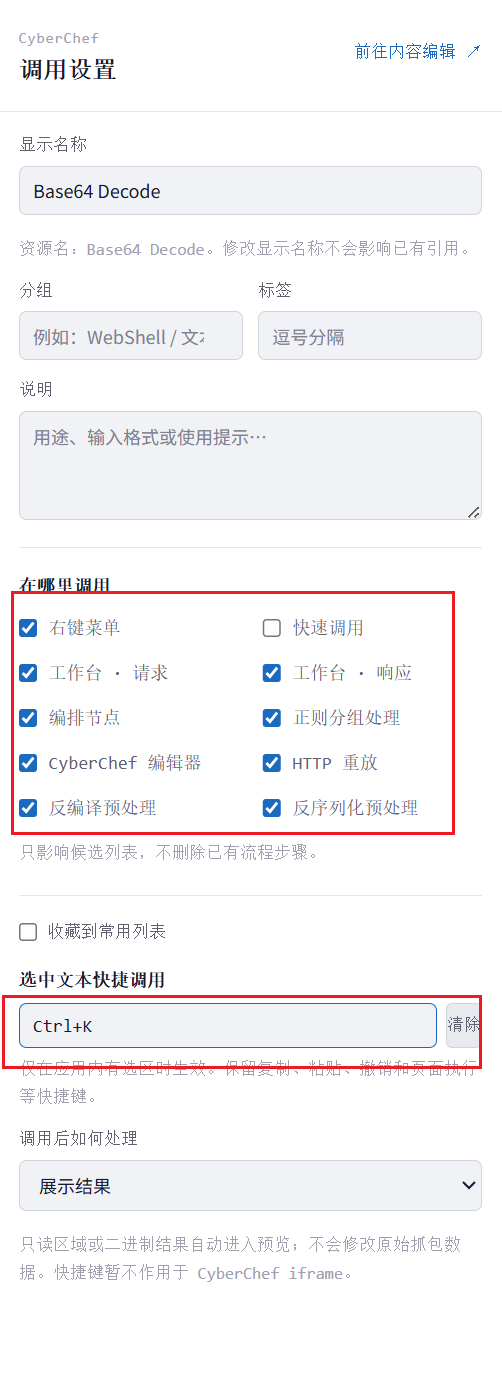 CyberChef
调用设置
前往内容编辑 ↗
显示名称
Base64 Decode
资源名：Base64 Decode。修改显示名称不会影响已有引用。
分组 标签
例如：WebShell / 文本 逗号分隔
说明
用途、输入格式或使用提示…
在哪里调用
右键菜单 快速调用
工作台 · 请求 工作台 · 响应
编排节点 正则分组处理
CyberChef 编辑器 HTTP 重放
反编译预处理 反序列化预处理
只影响候选列表，不删除已有流程步骤。
收藏到常用列表
选中文本快捷调用
Ctrl+K 清除
仅在应用内有选区时生效。保留复制、粘贴、撤销和页面执行
等快捷键。
调用后如何处理
展示结果
只读区域或二进制结果自动进入预览；不会修改原始抓包数
据。快捷键暂不作用于 CyberChef iframe。